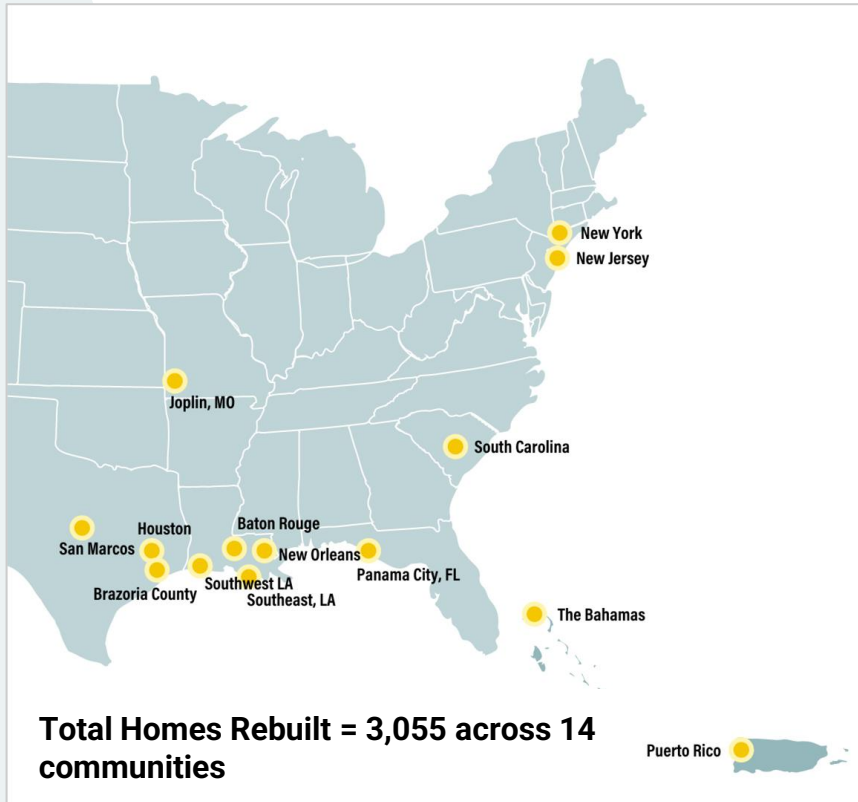 New York
New Jersey
Joplin, MO
South Carolina
Baton Rouge
Houston
San Marcos
New Orleans
Panama City, FL
Southwest LA
Brazoria County
Southeast, LA
The Bahamas
Total Homes Rebuilt = 3,055 across 14
communities
Puerto Rico